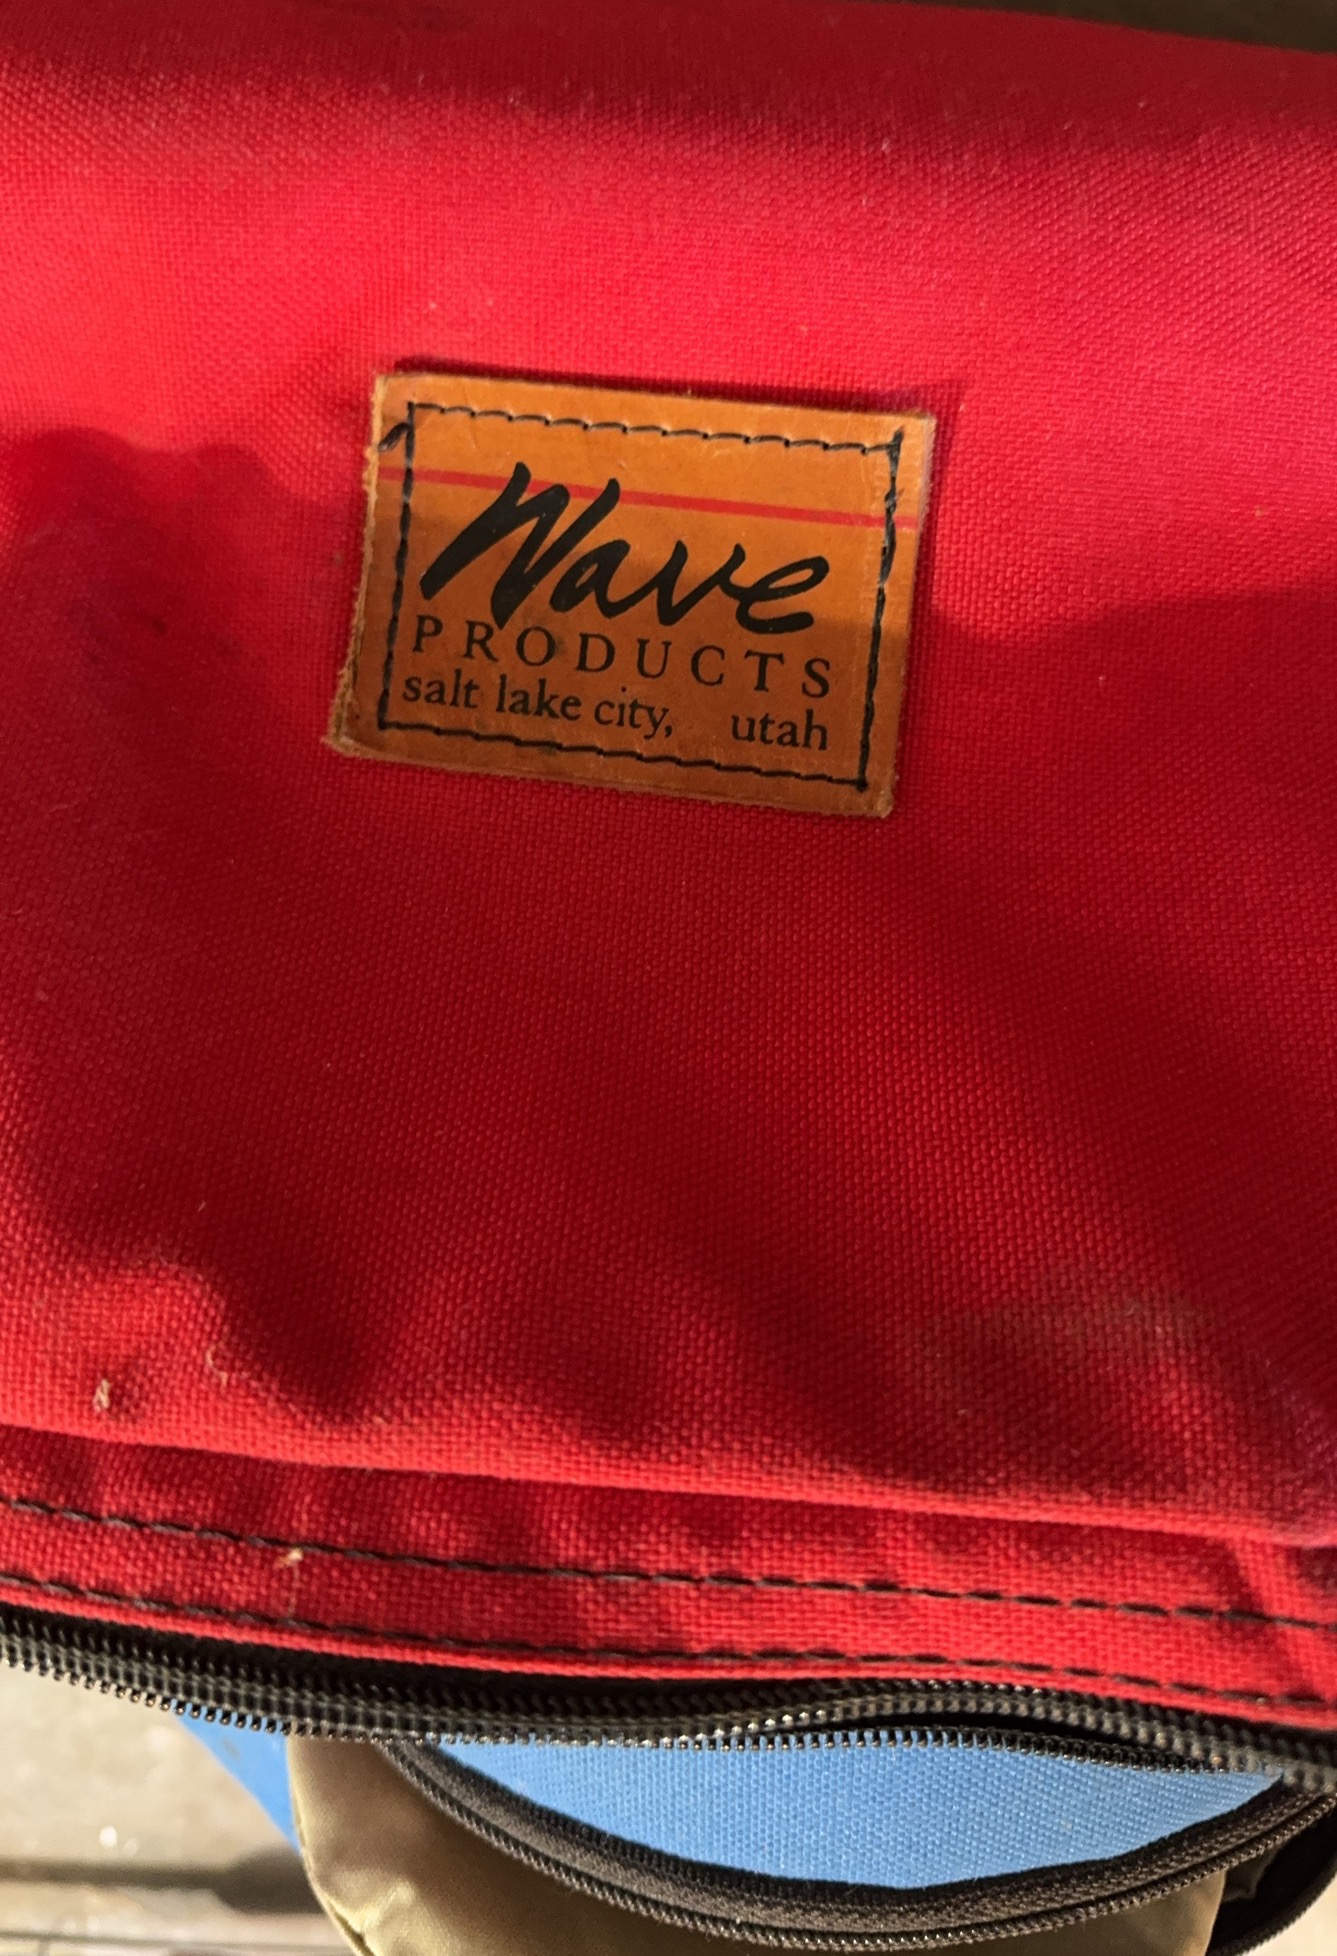 Wave
PRODUCTS
salt lake city, utah